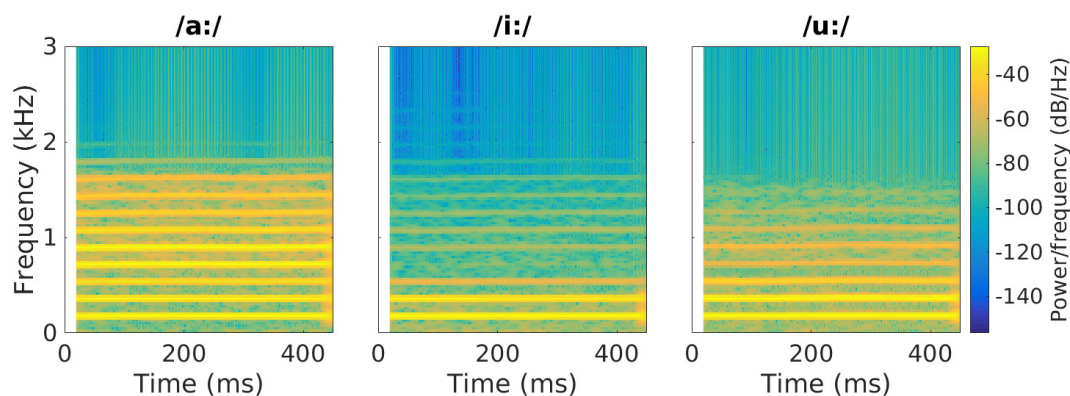 /a:/ /i:/ /u:/
Frequency (kHz)
3
2
1
0
0 200 400
0 200 400
0 200 400
Time (ms) Time (ms) Time (ms)
-40
-60
-80
-100
-120
-140
Power/frequency (dB/Hz)